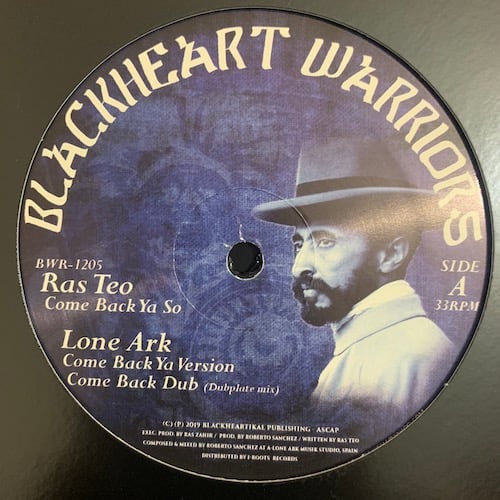 BLACKHEART WARRIORS
BWR-1205
Ras Teo
Come Back Ya So
Lone Ark
Come Back Ya Version
Come Back Dub (Dubplate mix)
SIDE
A
33RPM
(C) (P) 2019 BLACKHEARTIKAL PUBLISHING - ASCAP
EXEC. PROD. BY RAS ZAHIR / PROD. BY ROBERTO SANCHEZ / WRITTEN BY RAS TEO
COMPOSED & MIXED BY ROBERTO SANCHEZ AT A-LONE ARK MUSIK STUDIO, SPAIN
DISTRIBUTED BY I-ROOTS RECORDS